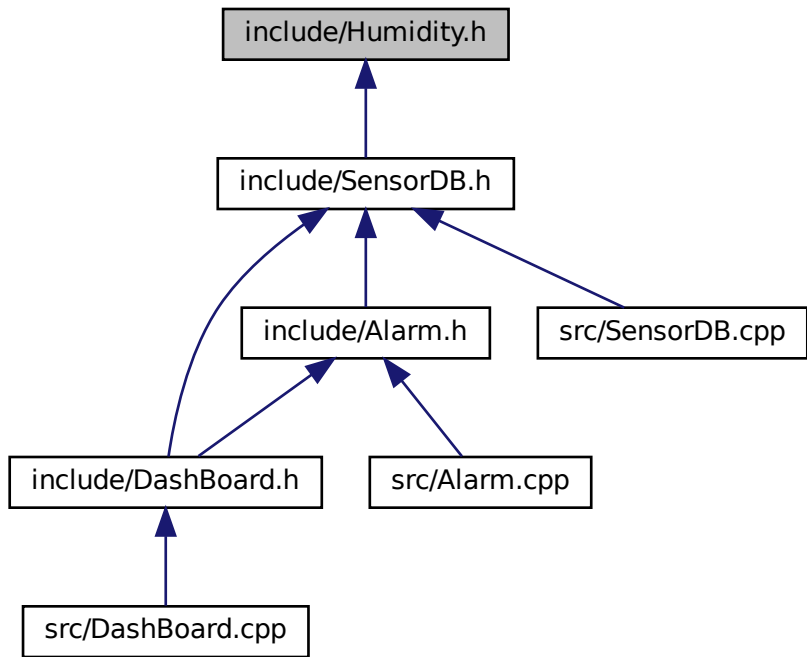 include/Humidity.h
include/SensorDB.h
include/Alarm.h
src/SensorDB.cpp
include/DashBoard.h
src/Alarm.cpp
src/DashBoard.cpp